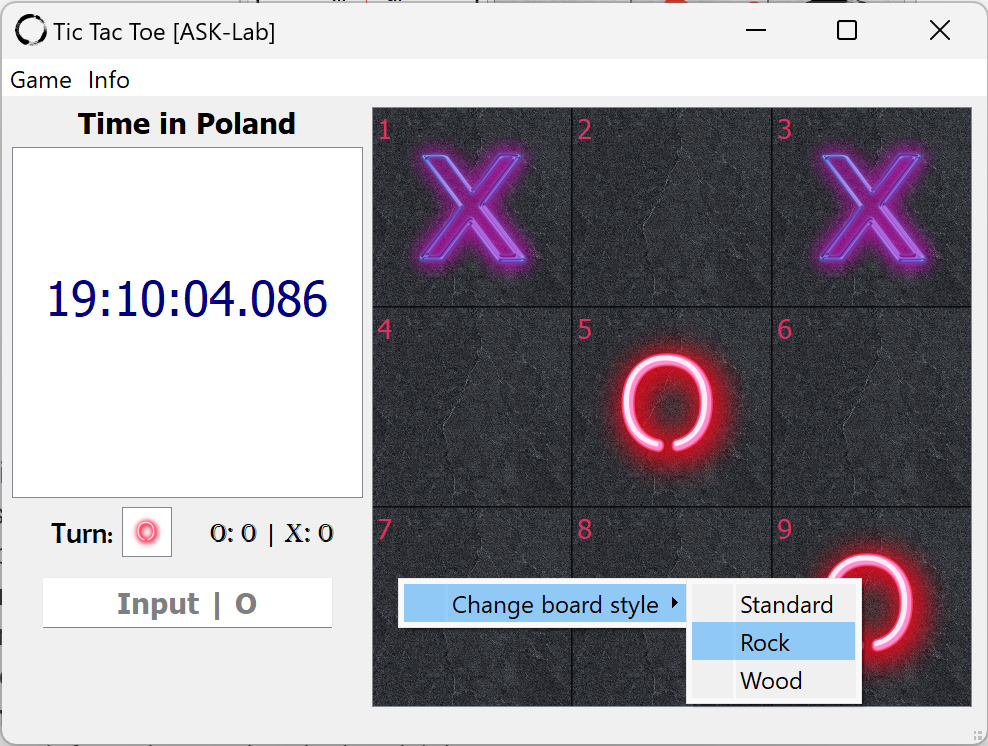 Tic Tac Toe [ASK-Lab]
Game Info
Time in Poland
19:10:04.086
Turn: O O: 0 | X: 0
Input | O
1 2 3
X X
4 5 6
O
7 8 9
O
Change board style
Standard
Rock
Wood